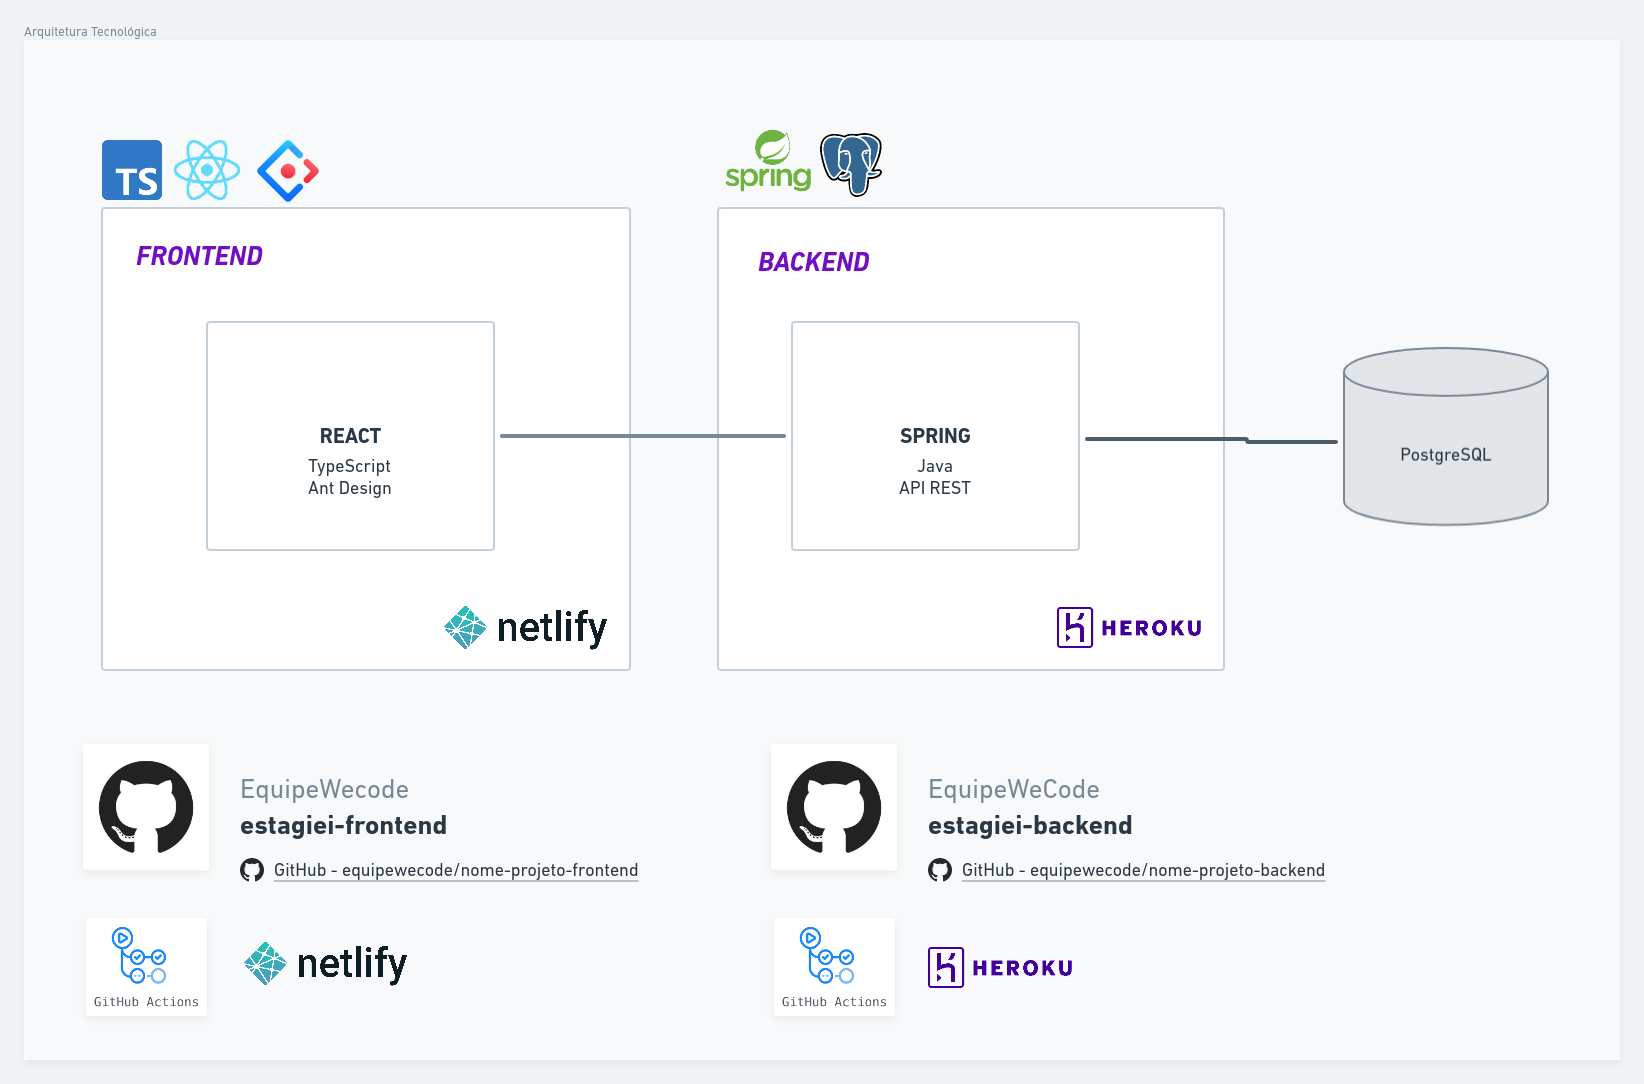 Arquitetura Tecnológica
TS
spring
FRONTEND
REACT
TypeScript
Ant Design
netlify
BACKEND
SPRING
Java
API REST
HEROKU
PostgreSQL
EquipeWecode
estagiei-frontend
GitHub - equipewecode/nome-projeto-frontend
GitHub Actions
netlify
EquipeWeCode
estagiei-backend
GitHub - equipewecode/nome-projeto-backend
GitHub Actions
HEROKU